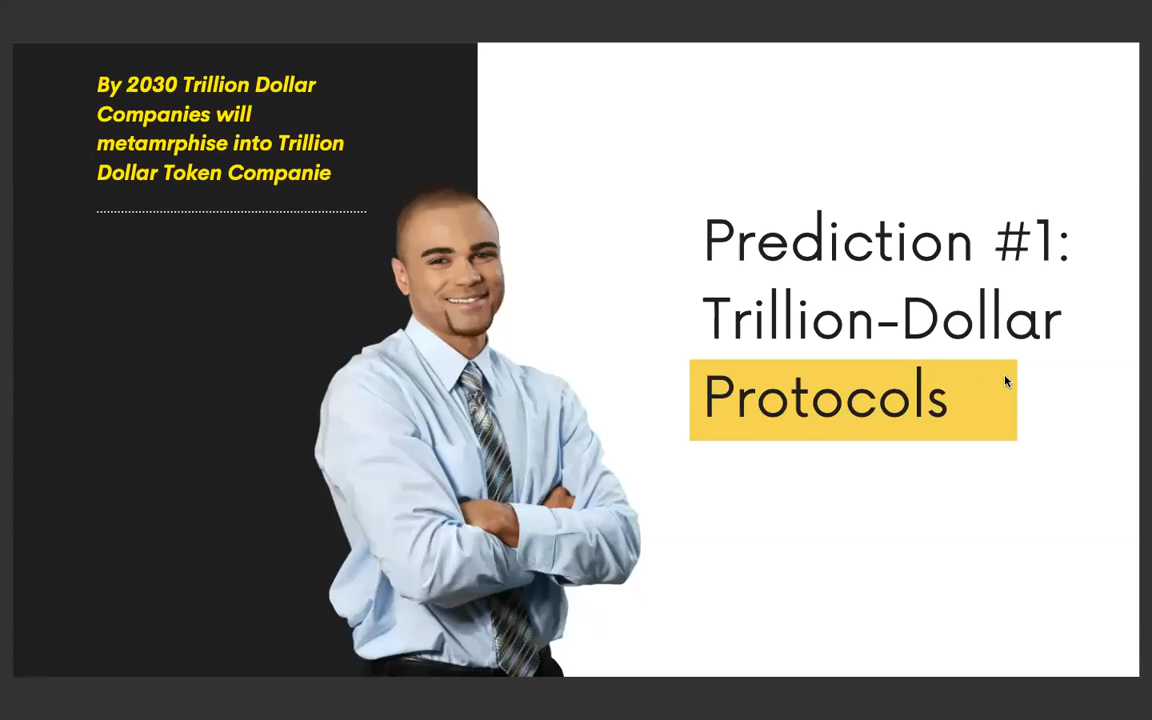 By 2030 Trillion Dollar
Companies will
metamrphise into Trillion
Dollar Token Companie
Prediction #1:
Trillion-Dollar
Protocols